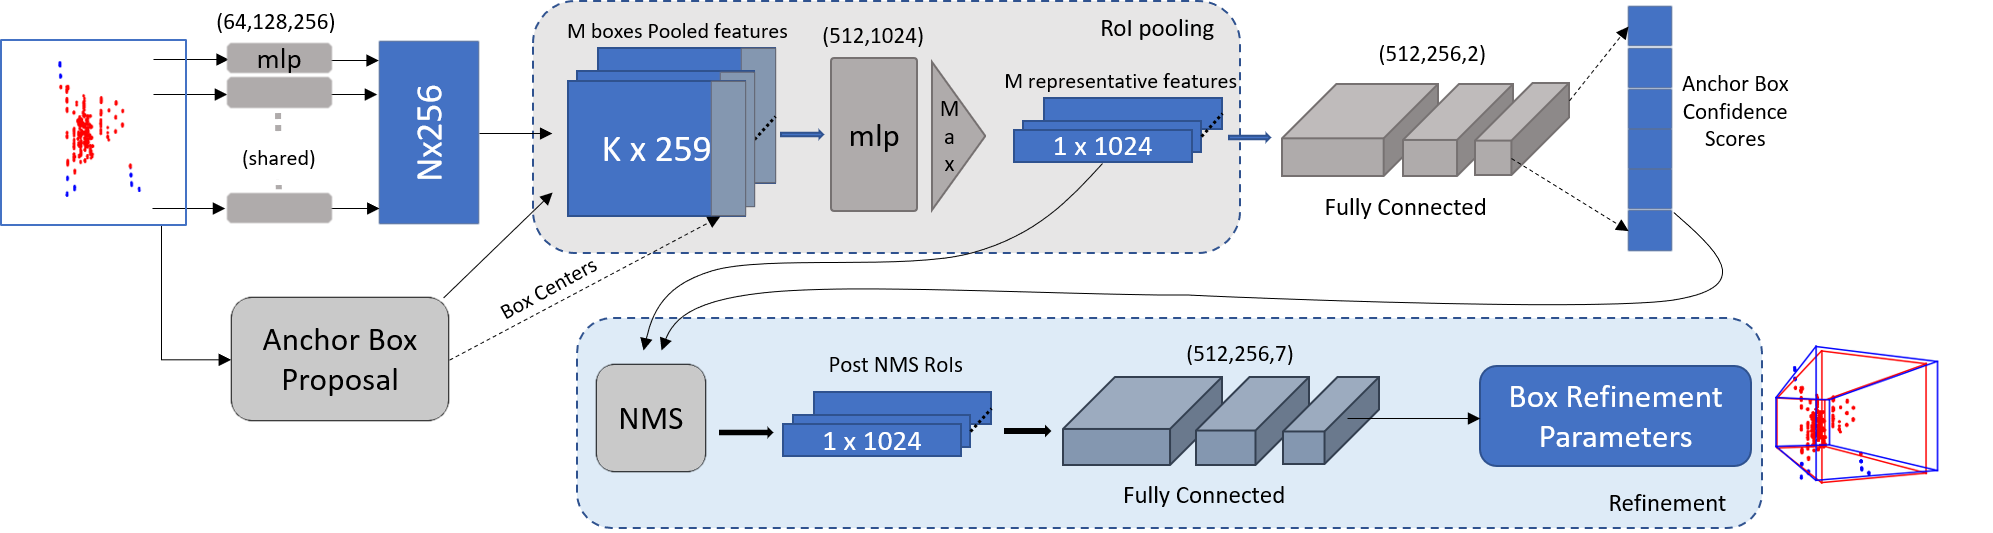 (64,128,256)
mlp
(shared)
Nx256
Anchor Box
Proposal
Box Centers
M boxes Pooled features
K x 259
(512,1024)
mlp
Max
RoI pooling
M representative features
1 x 1024
(512,256,2)
Fully Connected
Anchor Box
Confidence
Scores
NMS
Post NMS RoIs
1 x 1024
(512,256,7)
Fully Connected
Box Refinement
Parameters
Refinement